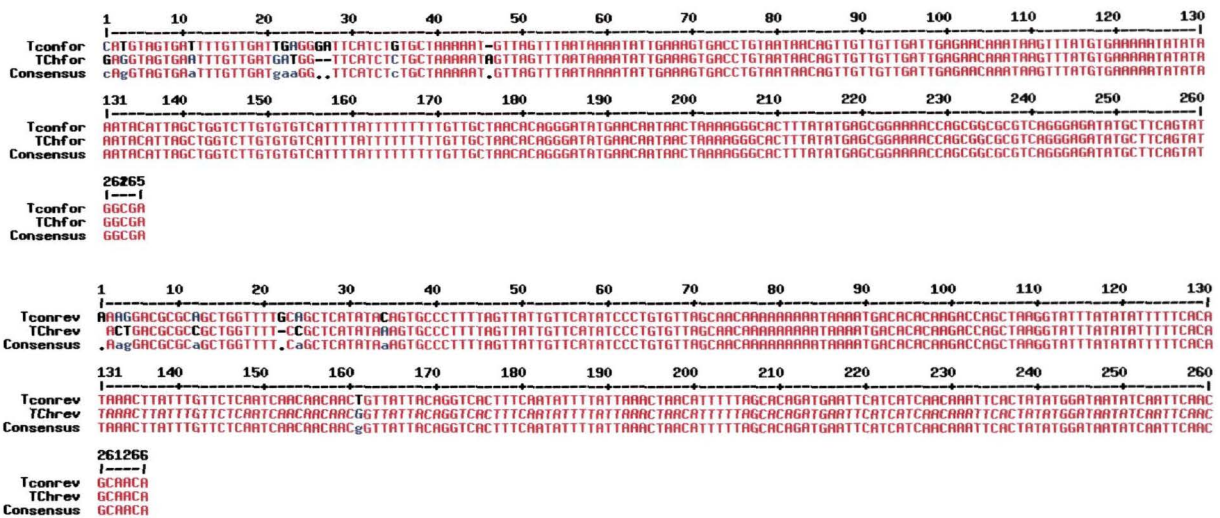 1 10 20 30 40 50 60 70 80 90 100 110 120 130
Tconfor CATGTAGTGATTTTGTTGATTGAGGGATTCATCTGTGCTAAAAAT-GTTAGTTTAATAAAATATTGAAAGTGACCTGTAATAACAGTTGTTGTTGATTGAGAACAAATAAGTTTATGTGAAAAATATATA
TChfor GAGGTAGTGAATTTGTTGATGATGG--TTCATCTCTGCTAAAAATAGTTAGTTTAATAAAATATTGAAAGTGACCTGTAATAACAGTTGTTGTTGATTGAGAACAAATAAGTTTATGTGAAAAATATATA
Consensus cAgGTAGTGAaTTTGTTGATgaaGG..TTCATCTcTGCTAAAAAT.GTTAGTTTAATAAAATATTGAAAGTGACCTGTAATAACAGTTGTTGTTGATTGAGAACAAATAAGTTTATGTGAAAAATATATA
131 140 150 160 170 180 190 200 210 220 230 240 250 260
Tconfor AATACATTAGCTGGTCTTGTGTGTCATTTTATTTTTTTTTGTTGCTAACACAGGGATATGAACAATAACTAAAAGGGCACTTTATATGAGCGGAAAACCAGCGGCGCGTCAGGGAGATATGCTTCAGTAT
TChfor AATACATTAGCTGGTCTTGTGTGTCATTTTATTTTTTTTTGTTGCTAACACAGGGATATGAACAATAACTAAAAGGGCACTTTATATGAGCGGAAAACCAGCGGCGCGTCAGGGAGATATGCTTCAGTAT
Consensus AATACATTAGCTGGTCTTGTGTGTCATTTTATTTTTTTTTGTTGCTAACACAGGGATATGAACAATAACTAAAAGGGCACTTTATATGAGCGGAAAACCAGCGGCGCGTCAGGGAGATATGCTTCAGTAT
265
Tconfor GGCGA
TChfor GGCGA
Consensus GGCGA
1 10 20 30 40 50 60 70 80 90 100 110 120 130
Tconrev AAAGGACGCGCAGCTGGTTTTGCAGCTCATATACAGTGCCCTTTTAGTTATTGTTCATATCCCTGTGTTAGCAACAAAAAAAAATAAAATGACACACAAGACCAGCTAAGGTATTTATATATTTTTCACA
TChrev ACTGACGCGCCGCTGGTTTT-CCGCTCATATAAAGTGCCCTTTTAGTTATTGTTCATATCCCTGTGTTAGCAACAAAAAAAAATAAAATGACACACAAGACCAGCTAAGGTATTTATATATTTTTCACA
Consensus .AagGACGCGCaGCTGGTTTT.CaGCTCATATAaAGTGCCCTTTTAGTTATTGTTCATATCCCTGTGTTAGCAACAAAAAAAAATAAAATGACACACAAGACCAGCTAAGGTATTTATATATTTTTCACA
131 140 150 160 170 180 190 200 210 220 230 240 250 260
Tconrev TAAACTTATTTGTTCTCAATCAACAACAACTGTTATTACAGGTCACTTTCAATATTTTATTAAACTAACATTTTTAGCACAGATGAATTCATCATCAACAAATTCACTATATGGATAATATCAATTCAAC
TChrev TAAACTTATTTGTTCTCAATCAACAACAACGGTTATTACAGGTCACTTTCAATATTTTATTAAACTAACATTTTTAGCACAGATGAATTCATCATCAACAAATTCACTATATGGATAATATCAATTCAAC
Consensus TAAACTTATTTGTTCTCAATCAACAACAACgGTTATTACAGGTCACTTTCAATATTTTATTAAACTAACATTTTTAGCACAGATGAATTCATCATCAACAAATTCACTATATGGATAATATCAATTCAAC
261266
Tconrev GCAACA
TChrev GCAACA
Consensus GCAACA